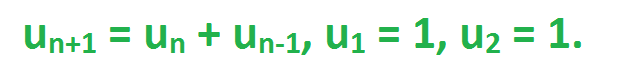 uₙ₊₁ = uₙ + uₙ₋₁, u₁ = 1, u₂ = 1.